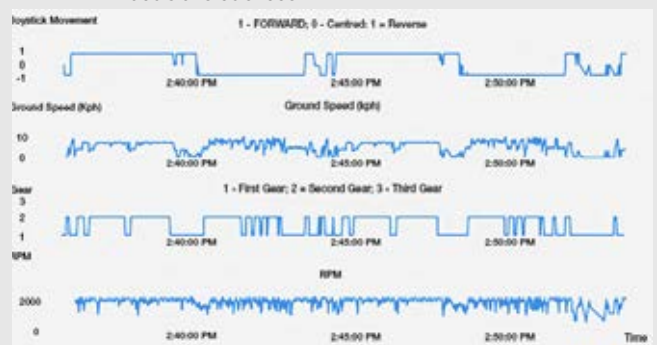 Joystick Movement
1 - FORWARD; 0 - Centred: 1 = Reverse
1
0
-1
2:40:00 PM 2:45:00 PM 2:50:00 PM
Ground Speed (Kph)
Ground Speed (kph)
10
0
2:40:00 PM 2:45:00 PM 2:50:00 PM
Gear
1 - First Gear; 2 = Second Gear; 3 - Third Gear
3
2
1
2:40:00 PM 2:45:00 PM 2:50:00 PM
RPM
RPM
2000
0
2:40:00 PM 2:45:00 PM 2:50:00 PM Time